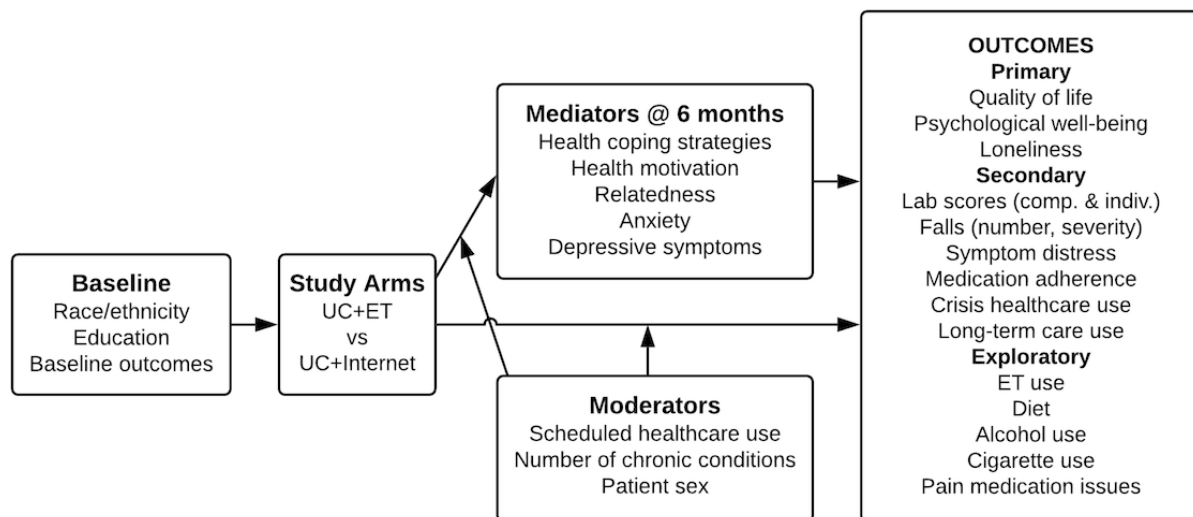 Baseline
Race/ethnicity
Education
Baseline outcomes
Study Arms
UC+ET
vs
UC+Internet
Mediators @ 6 months
Health coping strategies
Health motivation
Relatedness
Anxiety
Depressive symptoms
Moderators
Scheduled healthcare use
Number of chronic conditions
Patient sex
OUTCOMES
Primary
Quality of life
Psychological well-being
Loneliness
Secondary
Lab scores (comp. & indiv.)
Falls (number, severity)
Symptom distress
Medication adherence
Crisis healthcare use
Long-term care use
Exploratory
ET use
Diet
Alcohol use
Cigarette use
Pain medication issues